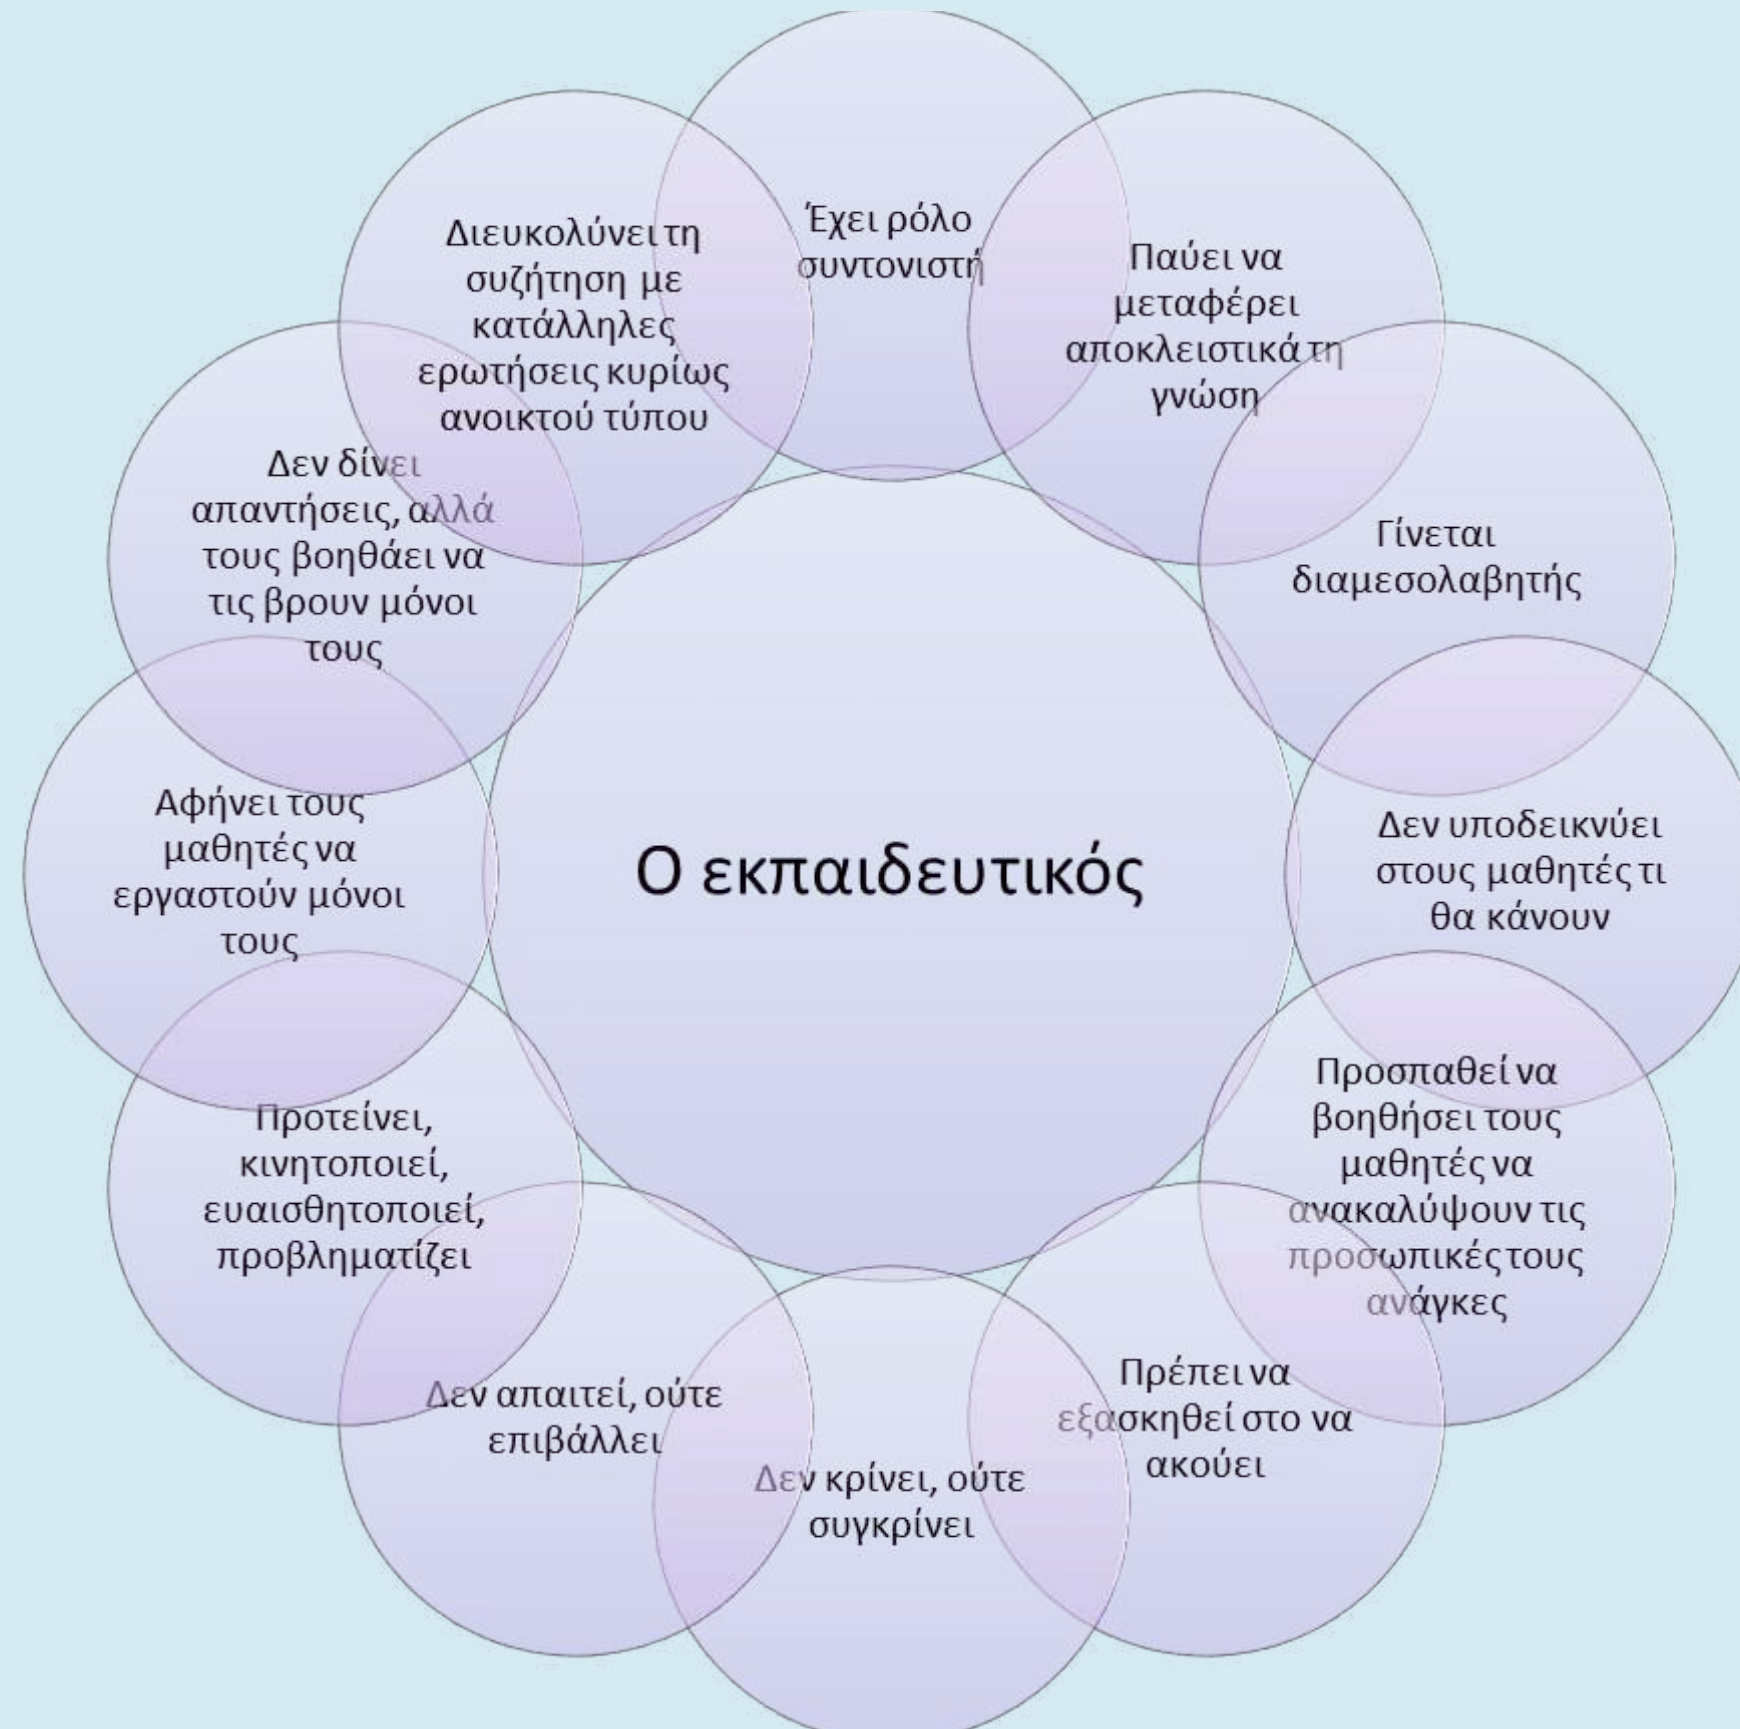 Έχει ρόλο
συντονιστή
Παύει να
μεταφέρει
αποκλειστικά τη
γνώση
Γίνεται
διαμεσολαβητής
Δεν υποδεικνύει
στους μαθητές τι
θα κάνουν
Προσπαθεί να
βοηθήσει τους
μαθητές να
ανακαλύψουν τις
προσωπικές τους
ανάγκες
Πρέπει να
εξασκηθεί στο να
ακούει
Δεν κρίνει, ούτε
συγκρίνει
Δεν απαιτεί, ούτε
επιβάλλει
Προτείνει,
κινητοποιεί,
ευαισθητοποιεί,
προβληματίζει
Αφήνει τους
μαθητές να
εργαστούν μόνοι
τους
Δεν δίνει
απαντήσεις, αλλά
τους βοηθάει να
τις βρουν μόνοι
τους
Διευκολύνει τη
συζήτηση με
κατάλληλες
ερωτήσεις κυρίως
ανοικτού τύπου
Ο εκπαιδευτικός